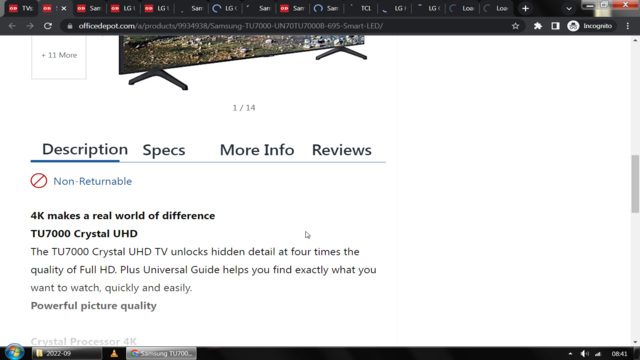 TVs
Sam
Sam
LG
Sam
LG
Sam
Sam
Sam
TCL
LG
LG
Loa
Loa
officedepot.com/a/products/9934938/Samsung-TU7000-UN70TU7000B-695-Smart-LED/
Incognito
+ 11 More
1 / 14
Description
Specs
More Info
Reviews
Non-Returnable
4K makes a real world of difference
TU7000 Crystal UHD
The TU7000 Crystal UHD TV unlocks hidden detail at four times the
quality of Full HD. Plus Universal Guide helps you find exactly what you
want to watch, quickly and easily.
Powerful picture quality
Crystal Processor 4K
2022-09
Samsung TU700...
08:41